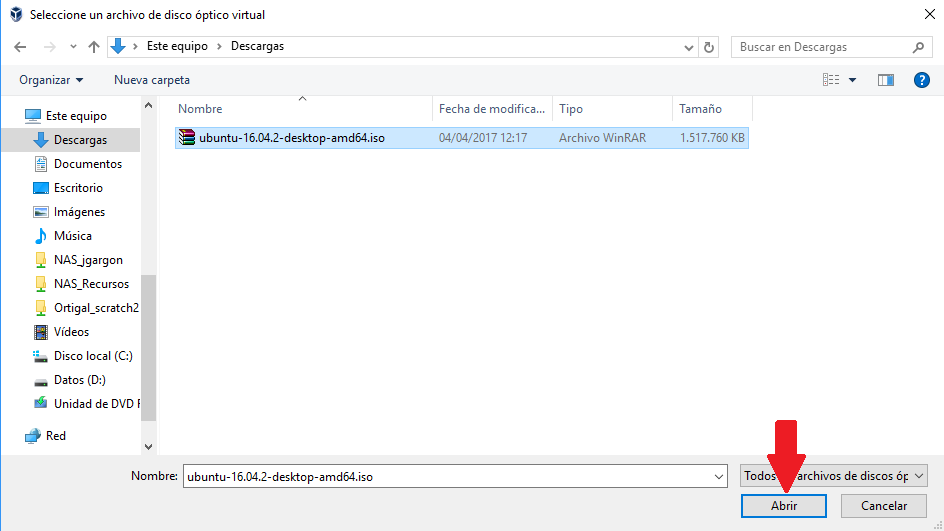 Seleccione un archivo de disco óptico virtual
Este equipo > Descargas
Buscar en Descargas
Organizar
Nueva carpeta
Nombre Fecha de modifica... Tipo Tamaño
ubuntu-16.04.2-desktop-amd64.iso 04/04/2017 12:17 Archivo WinRAR 1.517.760 KB
Este equipo
Descargas
Documentos
Escritorio
Imágenes
Música
NAS_jgargon
NAS_Recursos
Ortigal_scratch2
Vídeos
Disco local (C:)
Datos (D:)
Unidad de DVD
Red
Nombre: ubuntu-16.04.2-desktop-amd64.iso
Todos archivos de discos óp
Abrir
Cancelar